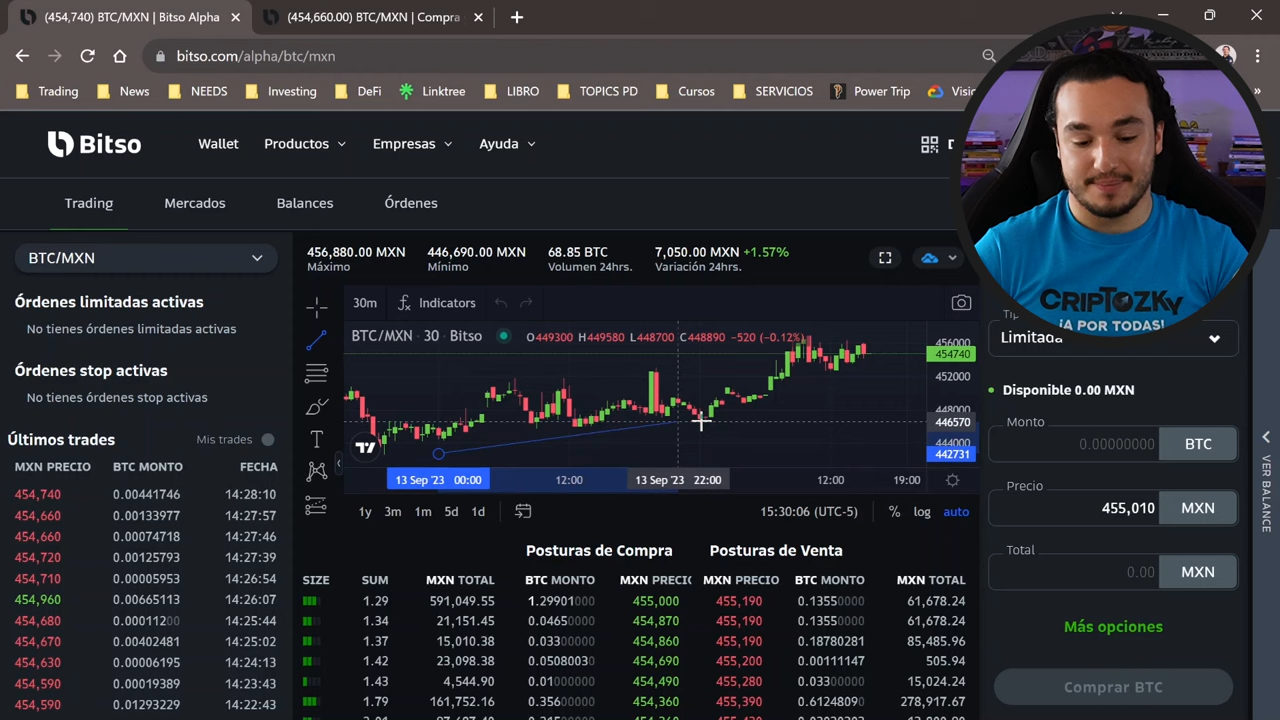 (454,740) BTC/MXN | Bitso Alpha
(454,660.00) BTC/MXN | Compra
bitso.com/alpha/btc/mxn
Trading News NEEDS Investing DeFi Linktree LIBRO TOPICS PD Cursos SERVICIOS Power Trip
Bitso Wallet Productos Empresas Ayuda
Trading Mercados Balances Órdenes
BTC/MXN
Órdenes limitadas activas
No tienes órdenes limitadas activas
Órdenes stop activas
No tienes órdenes stop activas
Últimos trades Mis trades
MXN PRECIO BTC MONTO FECHA
454,740 0.00441746 14:28:10
454,660 0.00133977 14:27:57
454,660 0.00074718 14:27:46
454,720 0.00125793 14:27:39
454,710 0.00005953 14:26:54
454,960 0.00665113 14:26:07
454,680 0.00011200 14:25:44
454,670 0.00402481 14:25:02
454,630 0.00006195 14:24:13
454,590 0.00019389 14:23:43
454,590 0.01293229 14:22:43
456,880.00 MXN 446,690.00 MXN 68.85 BTC 7,050.00 MXN +1.57%
Máximo Mínimo Volumen 24hrs. Variación 24hrs.
30m Indicators
BTC/MXN · 30 · Bitso O449300 H449580 L448700 C448890 -520 (-0.12%)
456000
454740
452000
448000
446570
444000
442731
13 Sep '23 00:00 12:00 13 Sep '23 22:00 12:00 19:00
1y 3m 1m 5d 1d 15:30:06 (UTC-5) % log auto
Posturas de Compra Posturas de Venta
SIZE SUM MXN TOTAL BTC MONTO MXN PRECI MXN PRECIO BTC MONTO MXN TOTAL
1.29 591,049.55 1.29901000 455,000 455,190 0.13550000 61,678.24
1.34 21,151.45 0.04650000 454,870 455,190 0.13550000 61,678.24
1.37 15,010.38 0.03300000 454,860 455,190 0.18780281 85,485.96
1.42 23,098.38 0.05080030 454,690 455,200 0.00111147 505.94
1.43 4,544.90 0.01000000 454,490 455,280 0.03300000 15,024.24
1.79 161,752.16 0.35600000 454,360 455,390 0.61248090 278,917.67
CRIPTOZKY
¡A POR TODAS!
Limitada
Disponible 0.00 MXN
Monto
0.00000000 BTC
Precio
455,010 MXN
Total
0.00 MXN
Más opciones
Comprar BTC
VER BALANCE